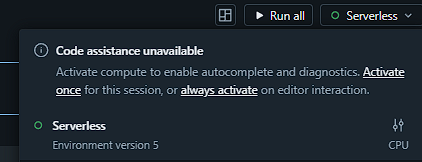 Run all
Serverless
Code assistance unavailable
Activate compute to enable autocomplete and diagnostics. Activate
once for this session, or always activate on editor interaction.
Serverless
Environment version 5
CPU